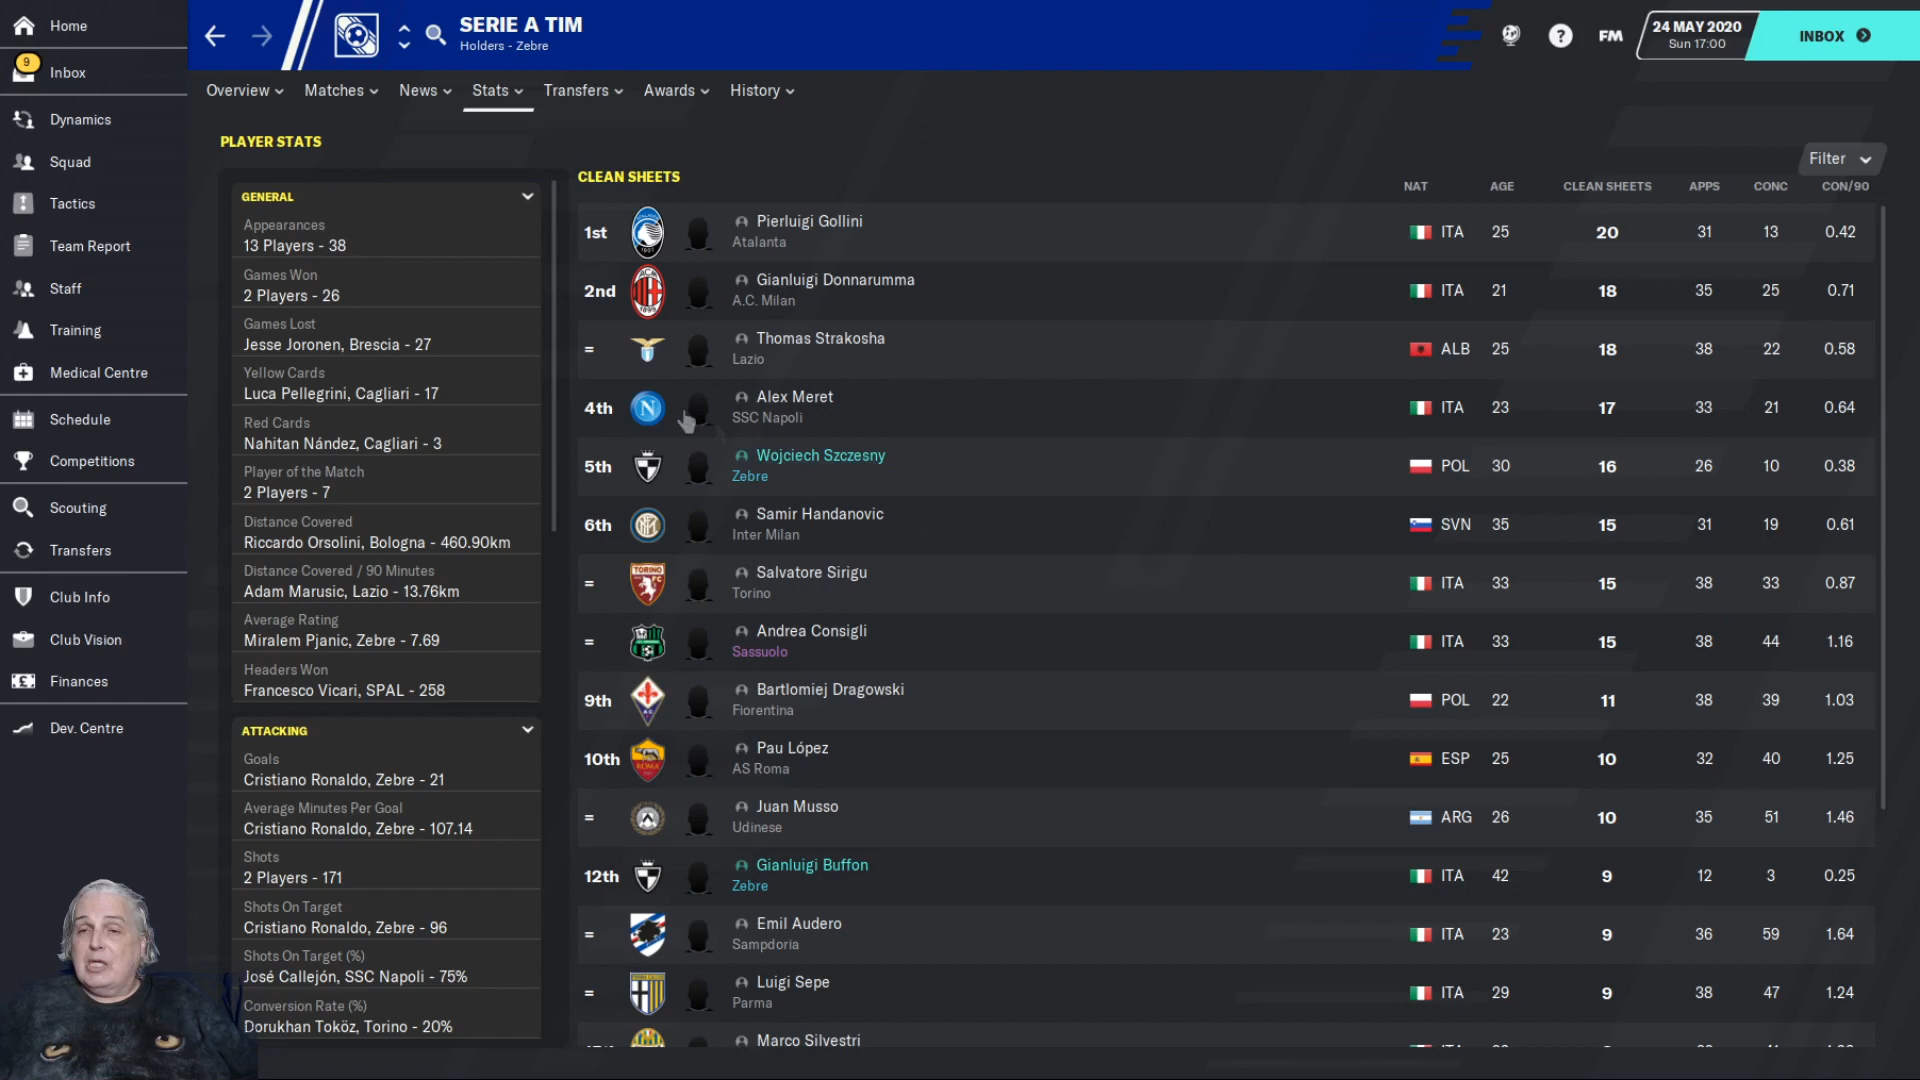 Home
9
Inbox
Dynamics
Squad
Tactics
Team Report
Staff
Training
Medical Centre
Schedule
Competitions
Scouting
Transfers
Club Info
Club Vision
Finances
Dev. Centre
SERIE A TIM
Holders - Zebre
FM
24 MAY 2020
Sun 17:00
INBOX
Overview
Matches
News
Stats
Transfers
Awards
History
PLAYER STATS
Filter
GENERAL
Appearances
13 Players - 38
Games Won
2 Players - 26
Games Lost
Jesse Joronen, Brescia - 27
Yellow Cards
Luca Pellegrini, Cagliari - 17
Red Cards
Nahitan Nández, Cagliari - 3
Player of the Match
2 Players - 7
Distance Covered
Riccardo Orsolini, Bologna - 460.90km
Distance Covered / 90 Minutes
Adam Marusic, Lazio - 13.76km
Average Rating
Miralem Pjanic, Zebre - 7.69
Headers Won
Francesco Vicari, SPAL - 258
ATTACKING
Goals
Cristiano Ronaldo, Zebre - 21
Average Minutes Per Goal
Cristiano Ronaldo, Zebre - 107.14
Shots
2 Players - 171
Shots On Target
Cristiano Ronaldo, Zebre - 96
Shots On Target (%)
José Callejón, SSC Napoli - 75%
Conversion Rate (%)
Dorukhan Toköz, Torino - 20%
CLEAN SHEETS
NAT AGE CLEAN SHEETS APPS CONC CON/90
1st Pierluigi Gollini ITA 25 20 31 13 0.42
Atalanta
2nd Gianluigi Donnarumma ITA 21 18 35 25 0.71
A.C. Milan
= Thomas Strakosha ALB 25 18 38 22 0.58
Lazio
4th Alex Meret ITA 23 17 33 21 0.64
SSC Napoli
5th Wojciech Szczesny POL 30 16 26 10 0.38
Zebre
6th Samir Handanovic SVN 35 15 31 19 0.61
Inter Milan
= Salvatore Sirigu ITA 33 15 38 33 0.87
Torino
= Andrea Consigli ITA 33 15 38 44 1.16
Sassuolo
9th Bartlomiej Dragowski POL 22 11 38 39 1.03
Fiorentina
10th Pau López ESP 25 10 32 40 1.25
AS Roma
= Juan Musso ARG 26 10 35 51 1.46
Udinese
12th Gianluigi Buffon ITA 42 9 12 3 0.25
Zebre
= Emil Audero ITA 23 9 36 59 1.64
Sampdoria
= Luigi Sepe ITA 29 9 38 47 1.24
Parma
Marco Silvestri